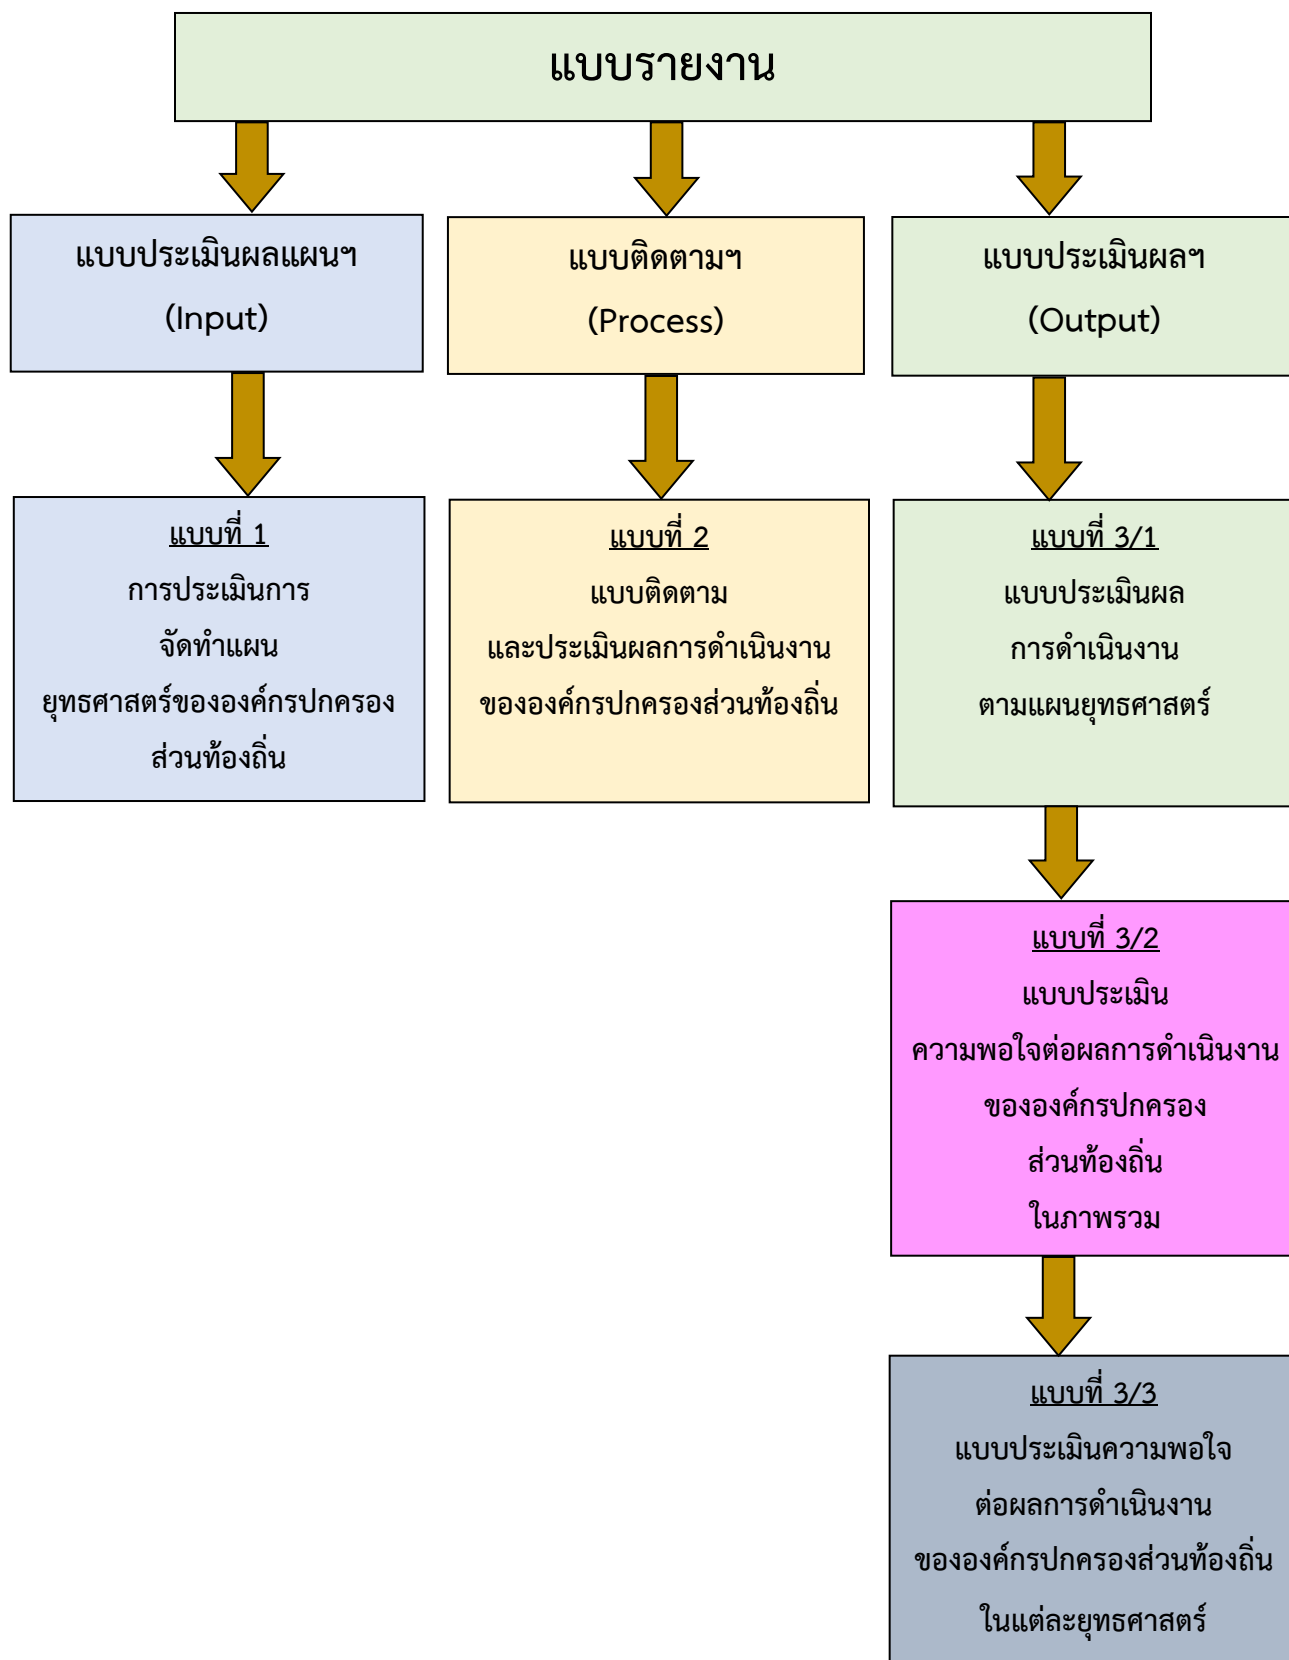 แบบรายงาน
แบบประเมินผลแผนฯ
(Input)
แบบติดตามฯ
(Process)
แบบประเมินผลฯ
(Output)
แบบที่ 1
การประเมินการ
จัดทำแผน
ยุทธศาสตร์ขององค์กรปกครอง
ส่วนท้องถิ่น
แบบที่ 2
แบบติดตาม
และประเมินผลการดำเนินงาน
ขององค์กรปกครองส่วนท้องถิ่น
แบบที่ 3/1
แบบประเมินผล
การดำเนินงาน
ตามแผนยุทธศาสตร์
แบบที่ 3/2
แบบประเมิน
ความพอใจต่อผลการดำเนินงาน
ขององค์กรปกครอง
ส่วนท้องถิ่น
ในภาพรวม
แบบที่ 3/3
แบบประเมินความพอใจ
ต่อผลการดำเนินงาน
ขององค์กรปกครองส่วนท้องถิ่น
ในแต่ละยุทธศาสตร์